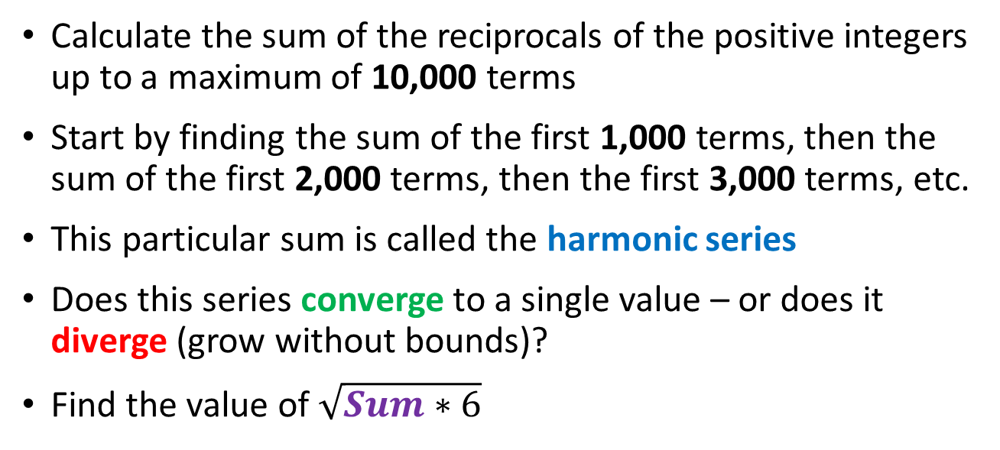 • Calculate the sum of the reciprocals of the positive integers
up to a maximum of 10,000 terms
• Start by finding the sum of the first 1,000 terms, then the
sum of the first 2,000 terms, then the first 3,000 terms, etc.
• This particular sum is called the harmonic series
• Does this series converge to a single value – or does it
diverge (grow without bounds)?
• Find the value of √(Sum ∗ 6)